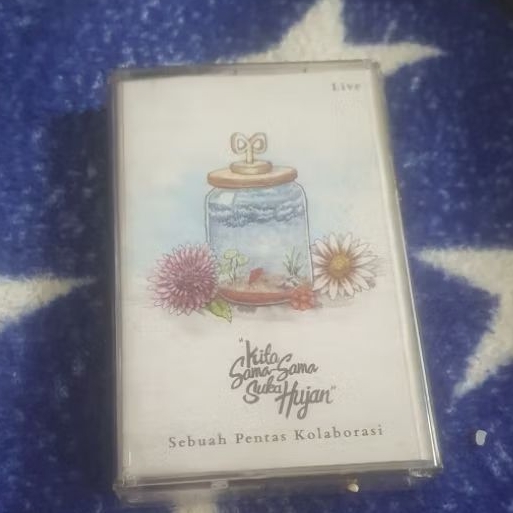 Live
"Kita
Sama-Sama
Suka
Hujan"
Sebuah Pentas Kolaborasi